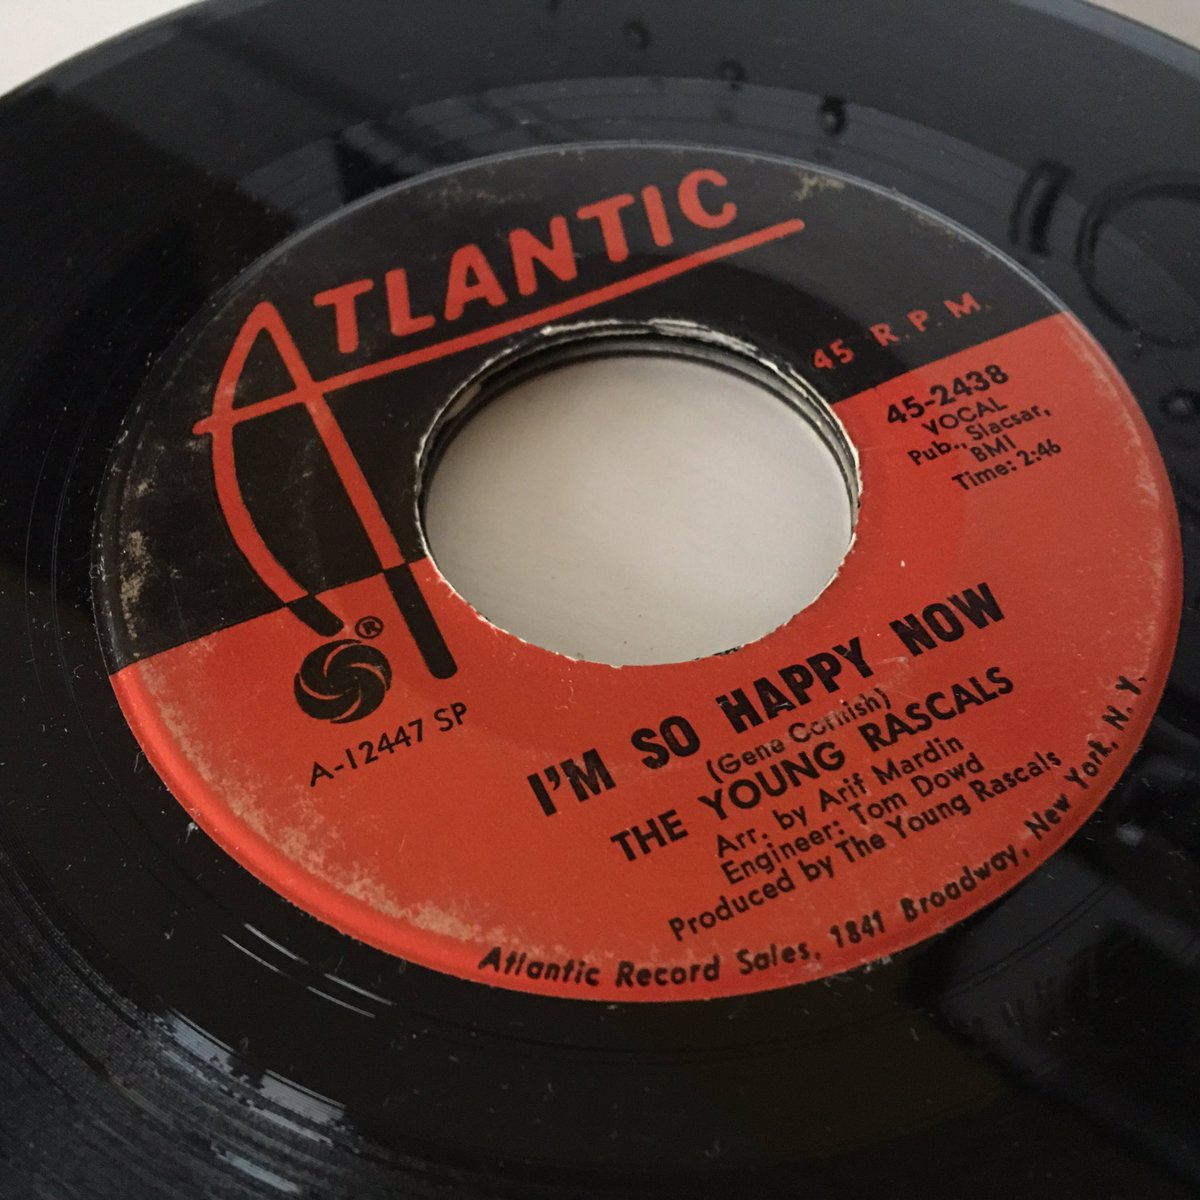 ATLANTIC
45 R.P.M.
45-2438
VOCAL
Pub., Slacsar,
BMI
Time: 2:46
®
A-12447 SP
I'M SO HAPPY NOW
(Gene Cornish)
THE YOUNG RASCALS
Arr. by Arif Mardin
Engineer: Tom Dowd
Produced by The Young Rascals
Atlantic Record Sales, 1841 Broadway, New York, N. Y.